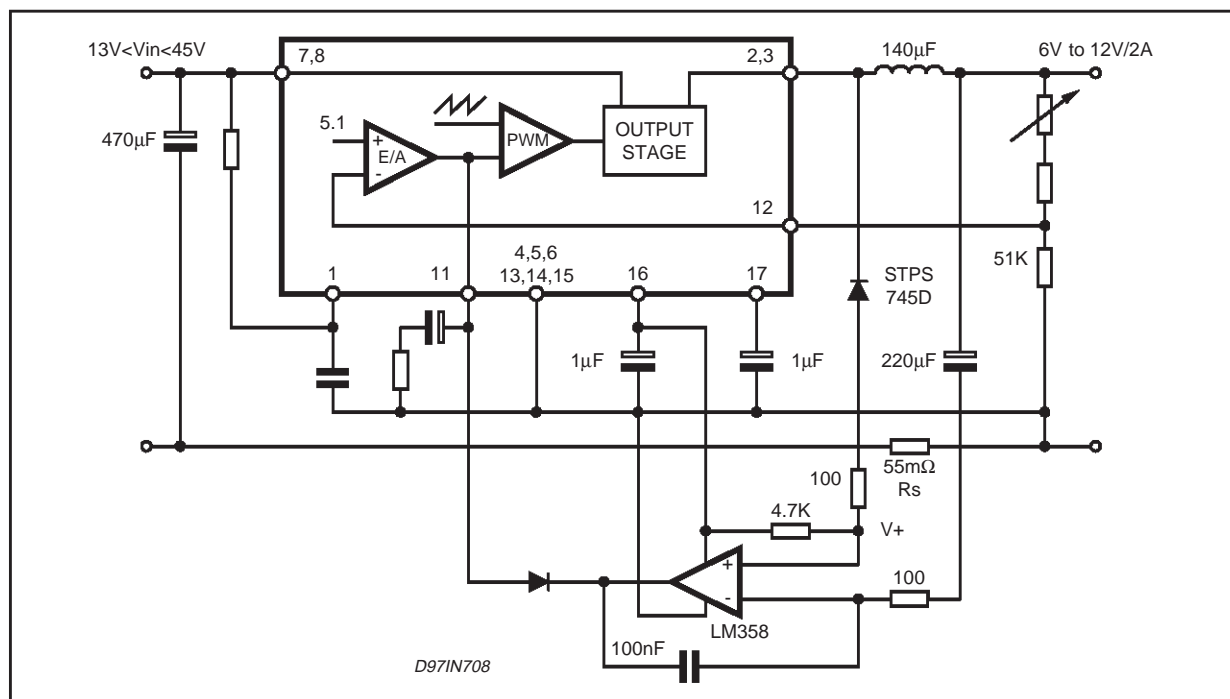 13V<Vin<45V
7,8
2,3
140μF
6V to 12V/2A
470μF
5.1
+
E/A
-
PWM
OUTPUT
STAGE
12
1
11
4,5,6
13,14,15
16
17
51K
STPS
745D
1μF
1μF
220μF
55mΩ
Rs
100
4.7K
V+
+
-
100
LM358
100nF
D97IN708